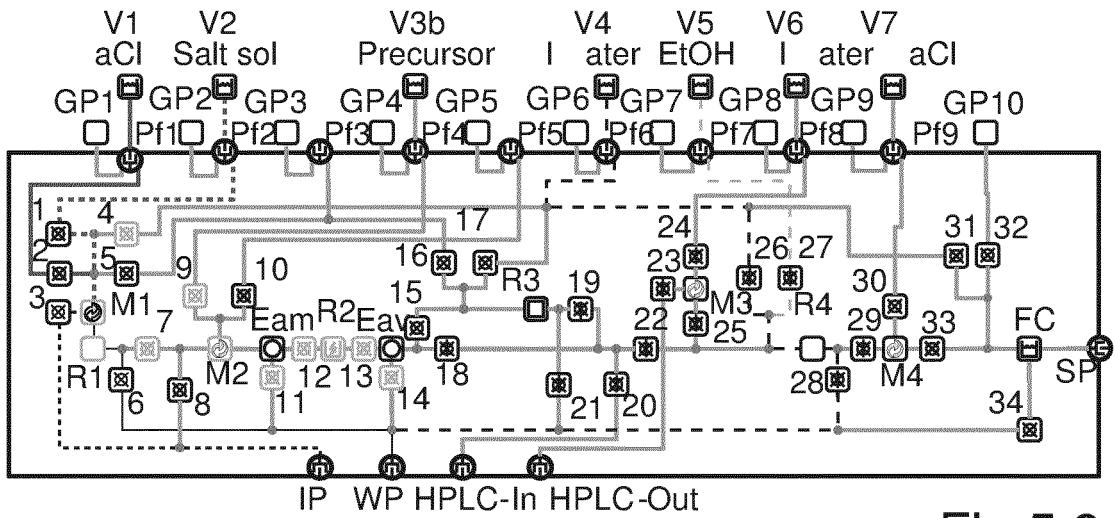 V1 V2 V3b V4 V5 V6 V7
aCl Salt sol Precursor I ater EtOH I ater aCl
GP1 GP2 GP3 GP4 GP5 GP6 GP7 GP8 GP9 GP10
Pf1 Pf2 Pf3 Pf4 Pf5 Pf6 Pf7 Pf8 Pf9
1 4 17 24 31 32
2 5 9 10 16 R3 23 26 27
3 M1 15 19 M3 R4 30
7 Eam R2 Eav 22 25 29 33 FC
R1 M2 12 13 18 28 M4 SP
6 8 11 14 21 20 34
IP WP HPLC-In HPLC-Out